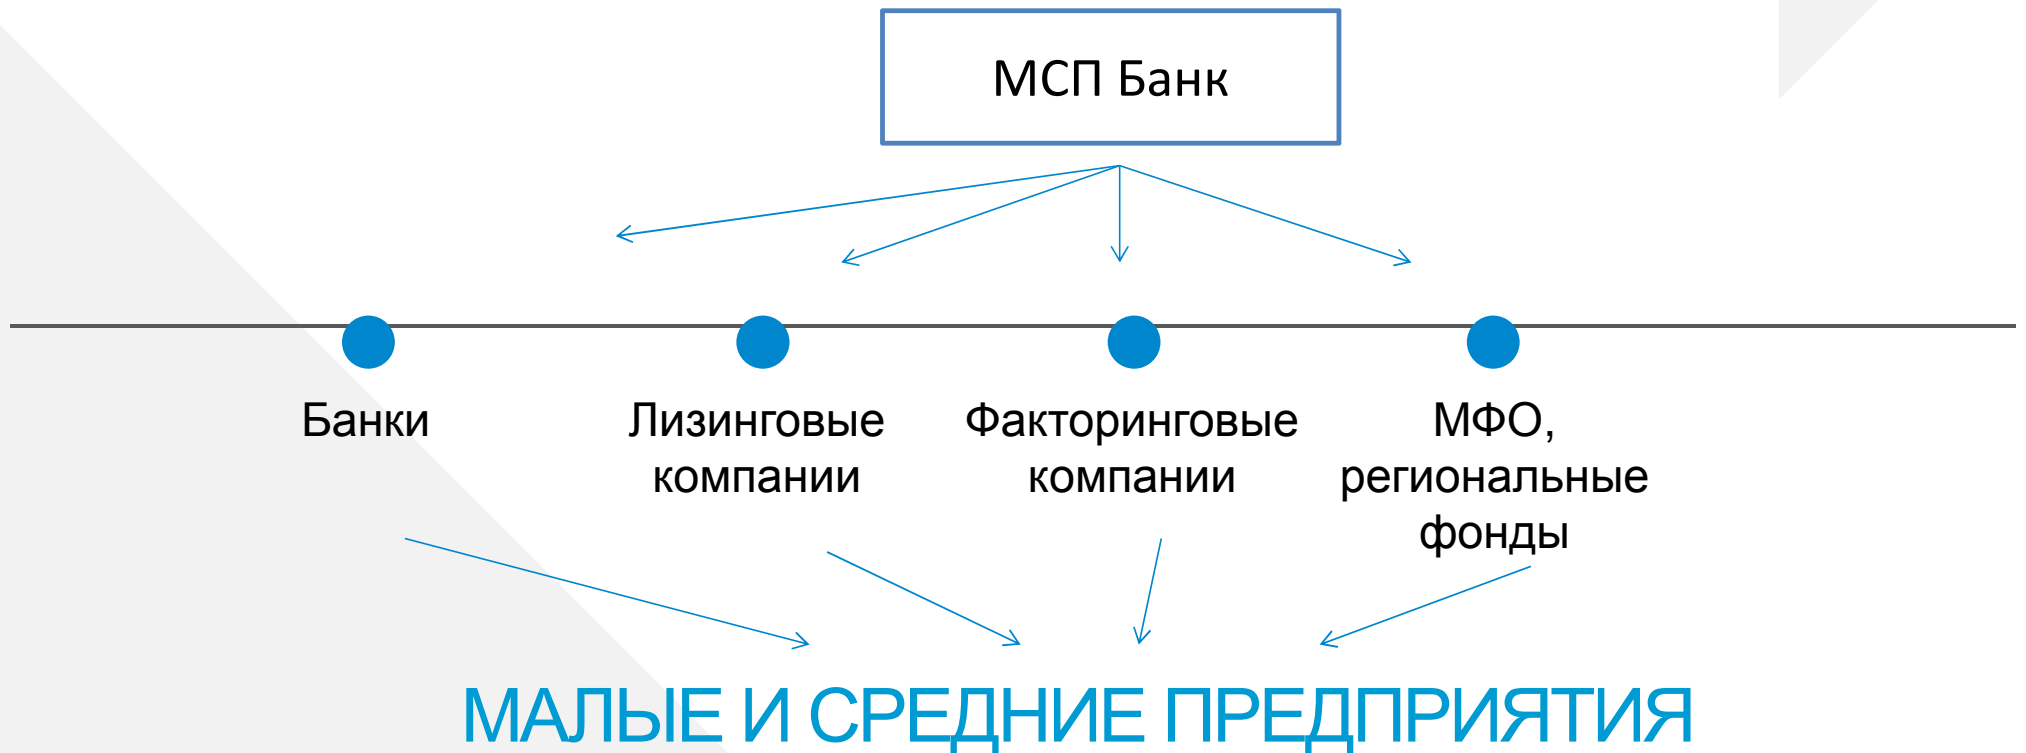 МСП Банк
Банки
Лизинговые
компании
Факторинговые
компании
МФО,
региональные
фонды
МАЛЫЕ И СРЕДНИЕ ПРЕДПРИЯТИЯ